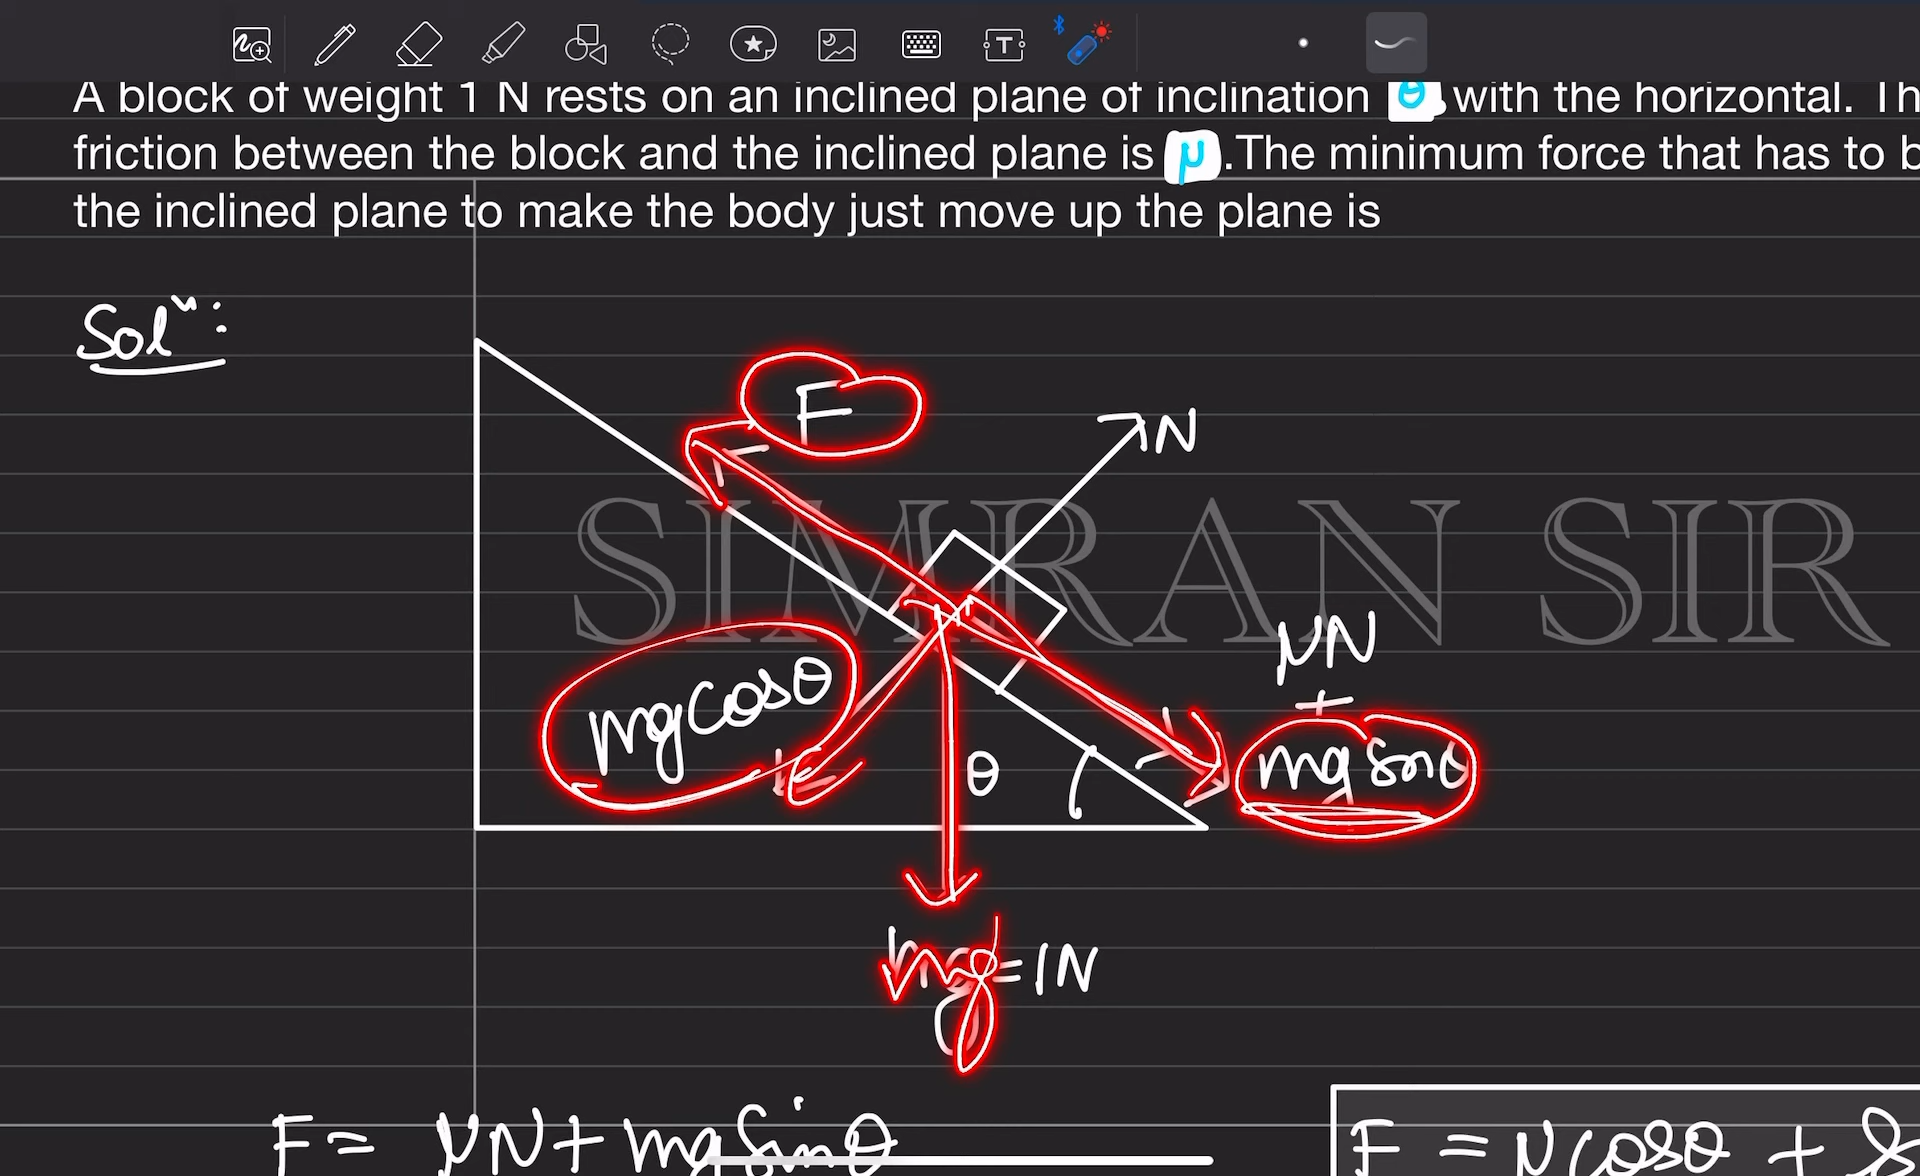 A block of weight 1 N rests on an inclined plane of inclination θ with the horizontal. Th
friction between the block and the inclined plane is μ.The minimum force that has to b
the inclined plane to make the body just move up the plane is
Solⁿ:
F
N
SIMRAN SIR
μN
+
mg sin
mg cosθ
θ
mg = 1N
F = μN + mg sinθ
F = μ cosθ +